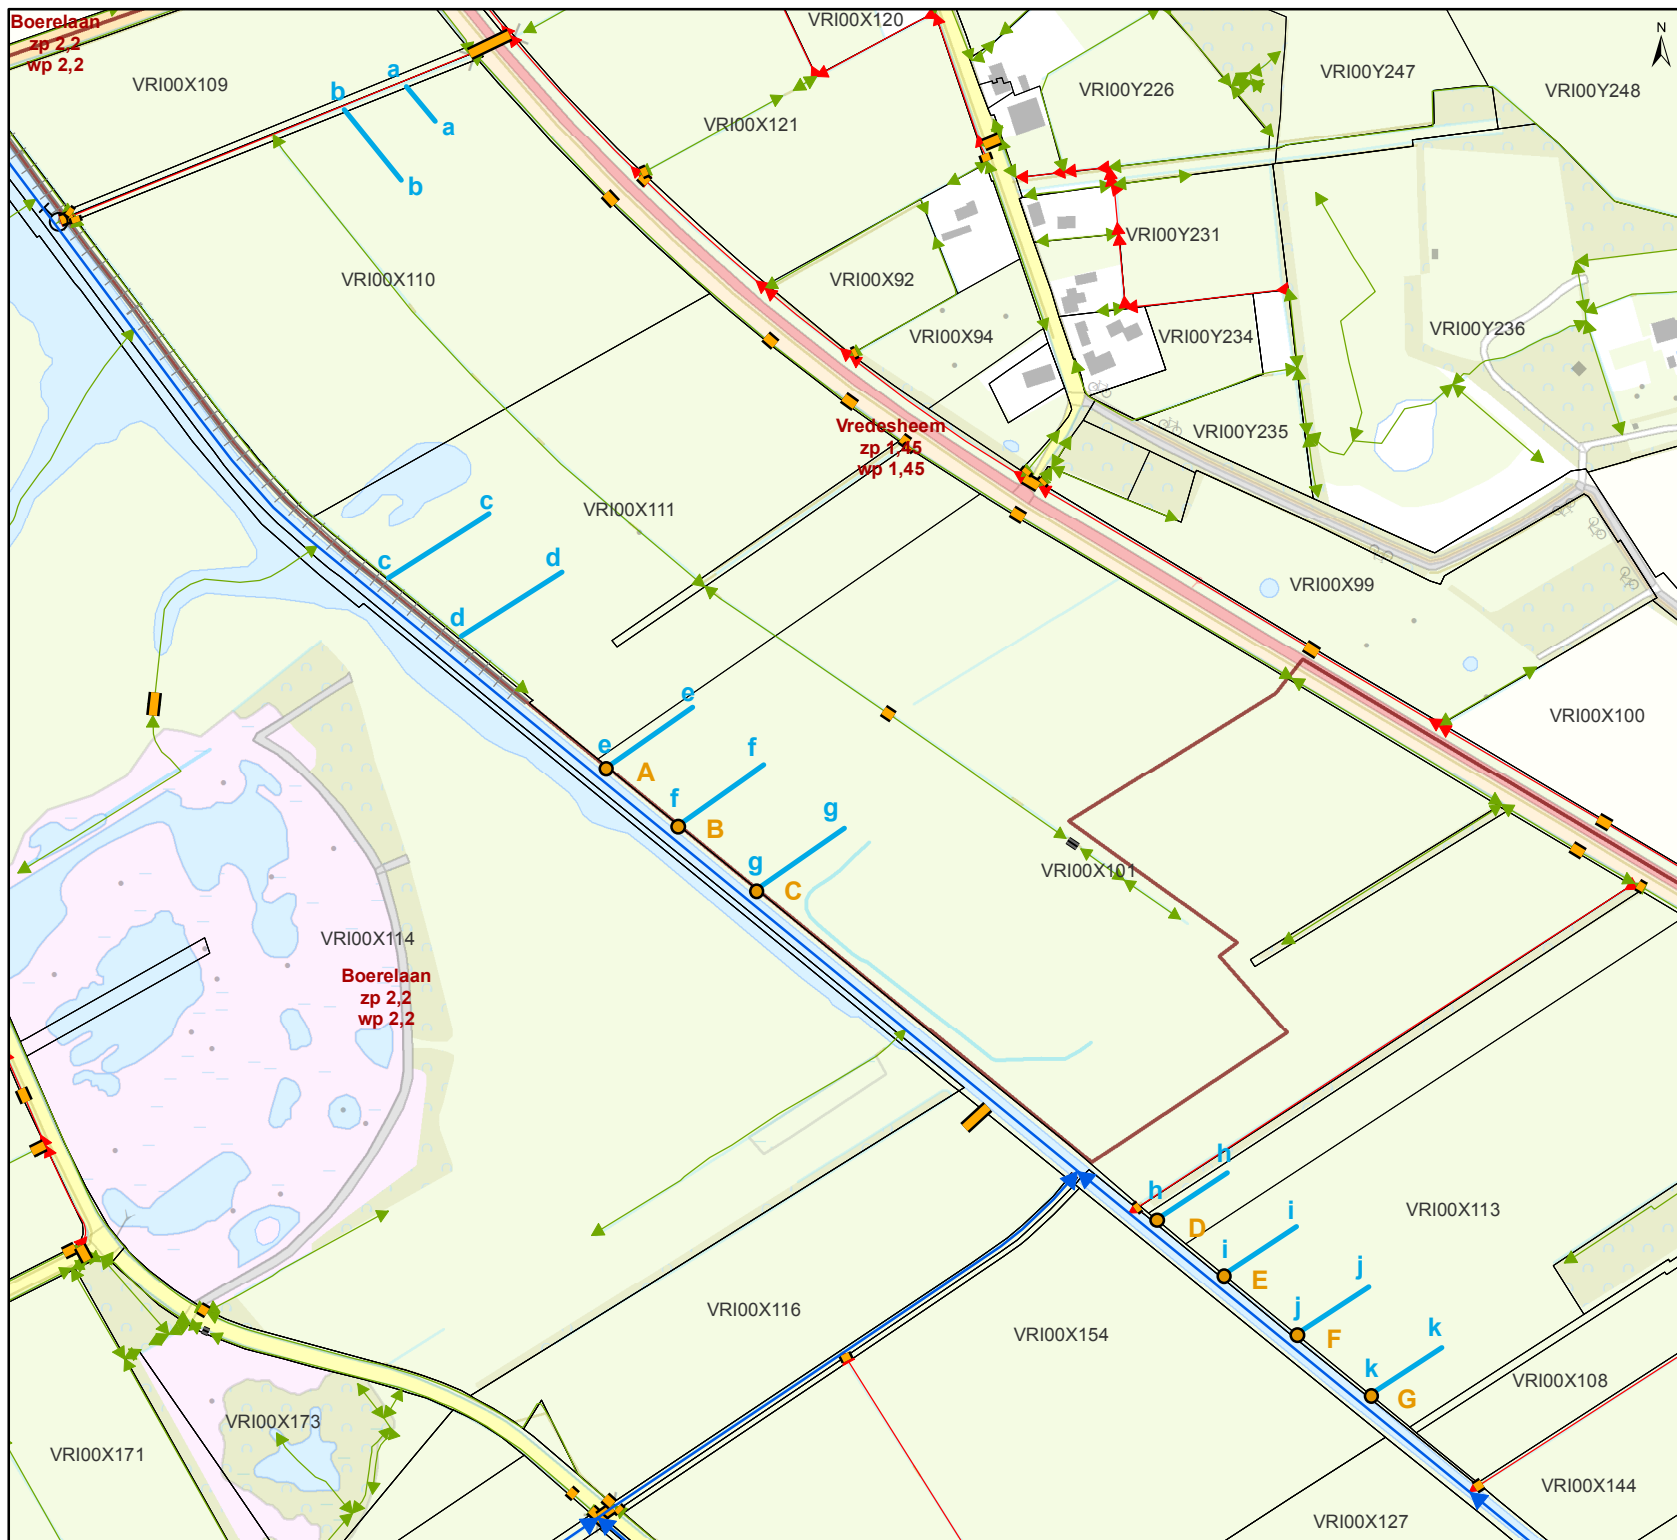 Boerelaan
zp 2,2
wp 2,2
VRI00X120
N
VRI00X109
a
b
a
b
VRI00X121
VRI00Y226
VRI00Y247
VRI00Y248
VRI00Y231
VRI00X110
VRI00X92
VRI00X94
VRI00Y234
VRI00Y236
VRI00Y235
Vredesheem
zp 1,45
wp 1,45
VRI00X111
c
c
d
d
VRI00X99
VRI00X100
e
e
A
f
f
B
g
g
C
VRI00X101
VRI00X114
Boerelaan
zp 2,2
wp 2,2
h
h
D
i
i
E
j
j
F
k
k
G
VRI00X113
VRI00X116
VRI00X154
VRI00X108
VRI00X173
VRI00X171
VRI00X144
VRI00X127